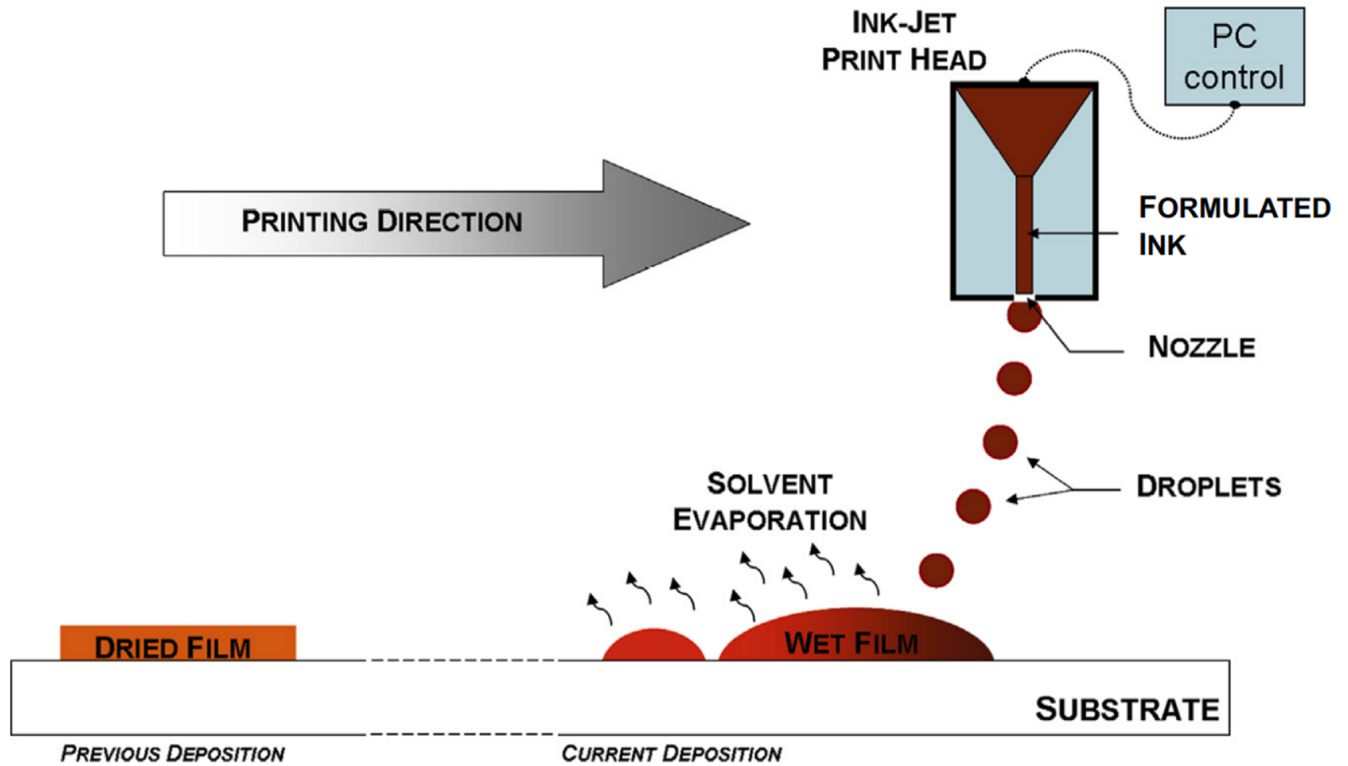 INK-JET
PRINT HEAD
PC
control
PRINTING DIRECTION
FORMULATED
INK
NOZZLE
DROPLETS
SOLVENT
EVAPORATION
DRIED FILM
WET FILM
SUBSTRATE
PREVIOUS DEPOSITION
CURRENT DEPOSITION